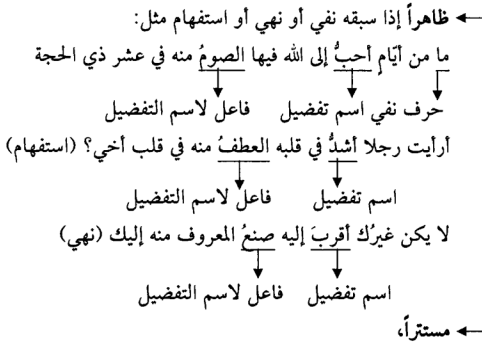 ← ظاهراً إذا سبقه نفي أو نهي أو استفهام مثل:
ما من أيّامٍ أحبُّ إلى الله فيها الصومُ منه في عشر ذي الحجة
حرف نفي اسم تفضيل فاعل لاسم التفضيل
أرأيت رجلا أشدُّ في قلبه العطفُ منه في قلب أخي؟ (استفهام)
اسم تفضيل فاعل لاسم التفضيل
لا يكن غيرُك أقربَ إليه صنعُ المعروف منه إليك (نهي)
اسم تفضيل فاعل لاسم التفضيل
← مستتراً،